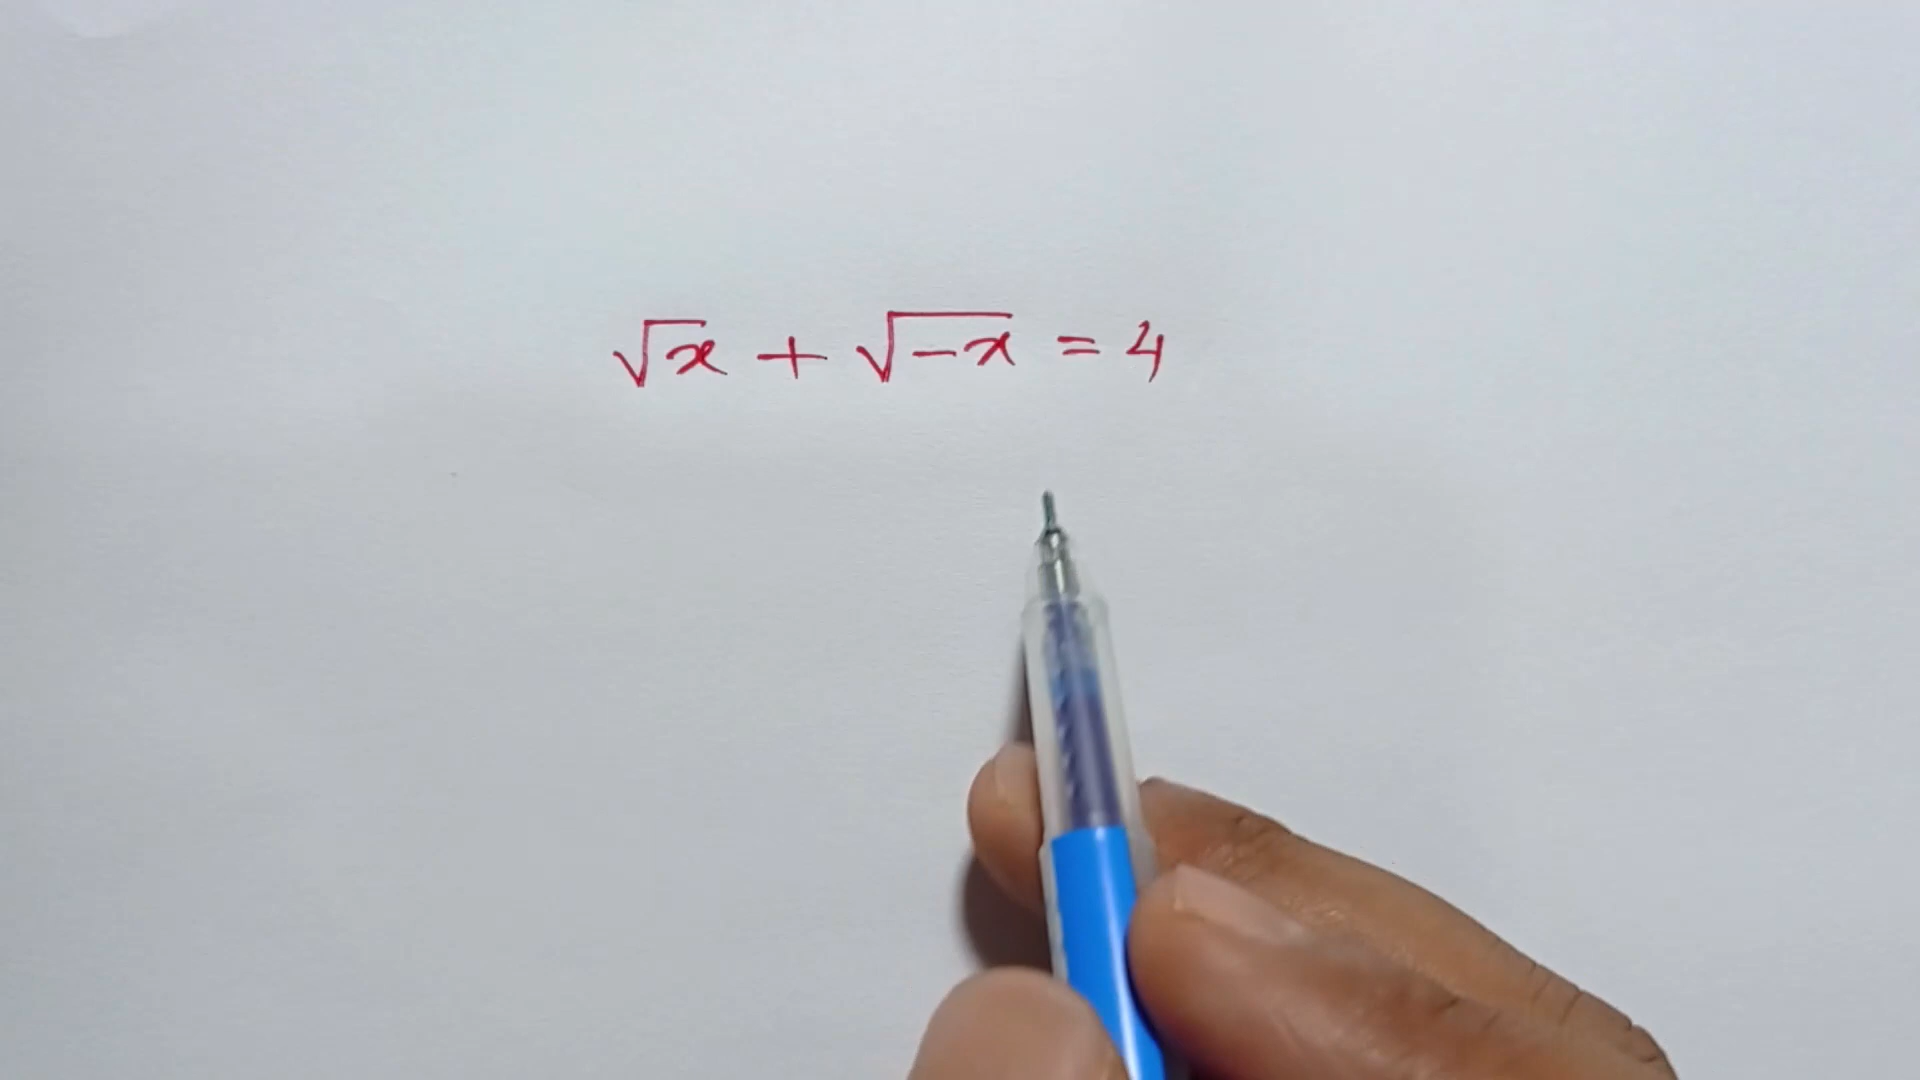 √x + √-x = 4